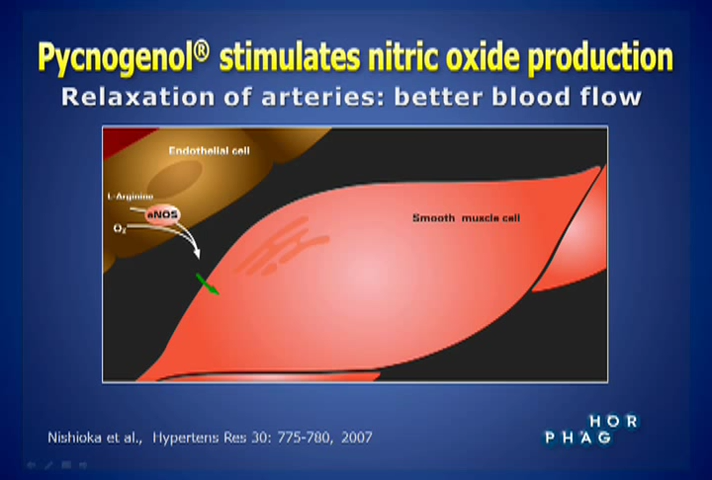 Pycnogenol® stimulates nitric oxide production
Relaxation of arteries: better blood flow
Endothelial cell
L-Arginine
eNOS
O₂
Smooth muscle cell
Nishioka et al., Hypertens Res 30: 775-780, 2007
HOR
PHAG